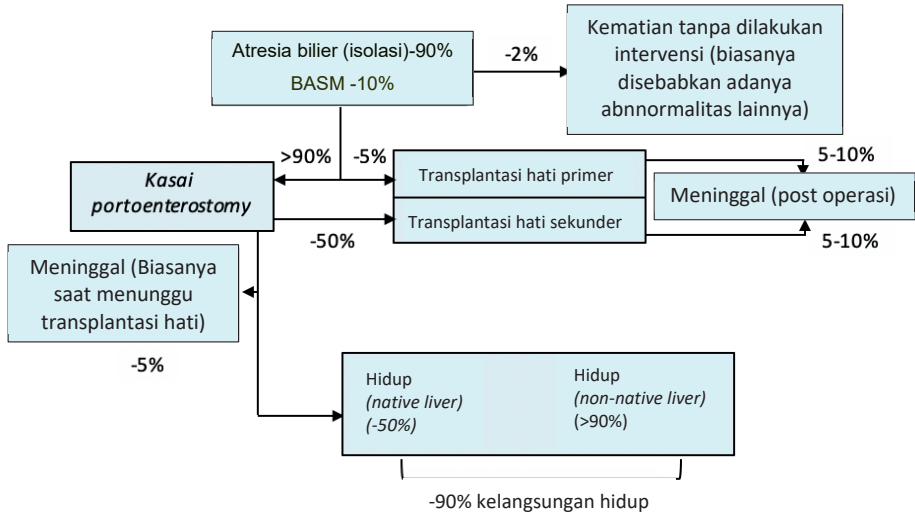 Atresia bilier (isolasi)-90%
BASM -10%
-2%
Kematian tanpa dilakukan
intervensi (biasanya
disebabkan adanya
abnnormalitas lainnya)
>90%
-5%
Kasai
portoenterostomy
Transplantasi hati primer
5-10%
Meninggal (post operasi)
-50%
Transplantasi hati sekunder
5-10%
Meninggal (Biasanya
saat menunggu
transplantasi hati)
-5%
Hidup
(native liver)
(-50%)
Hidup
(non-native liver)
(>90%)
-90% kelangsungan hidup